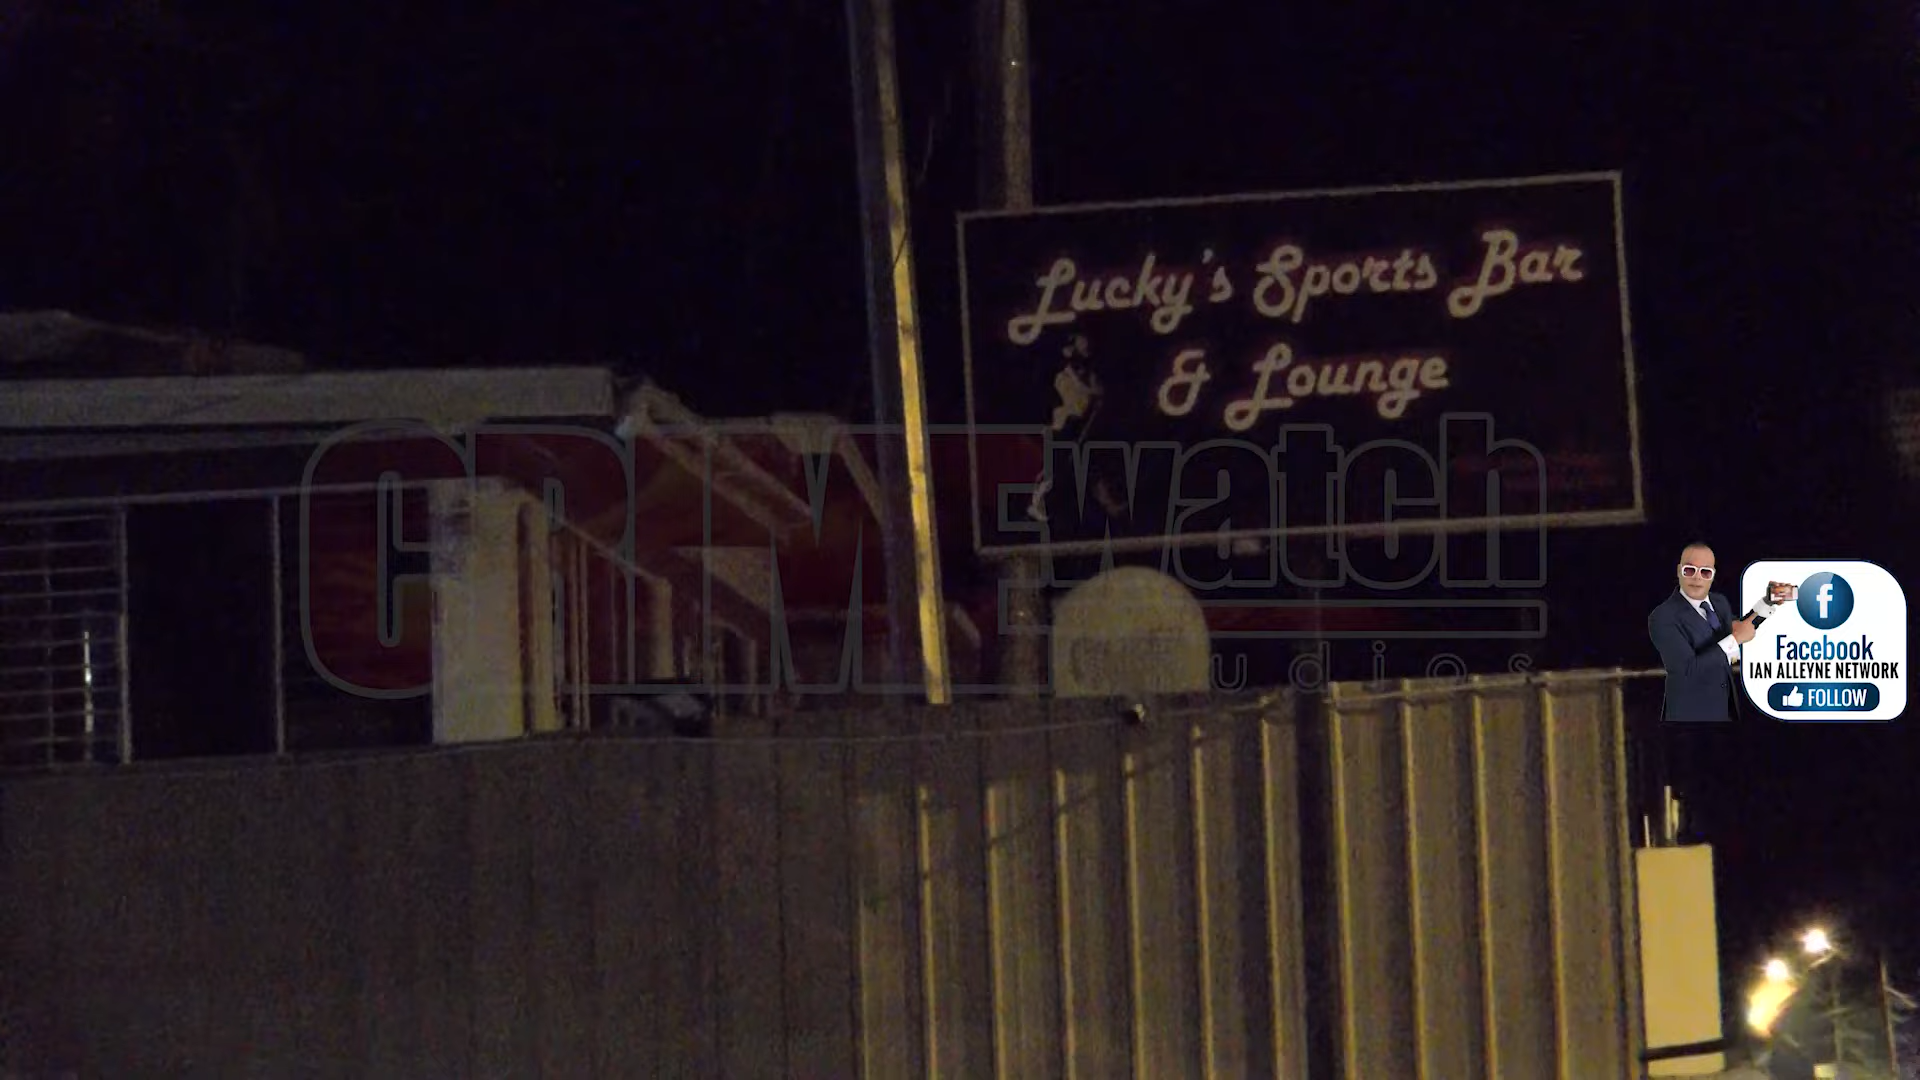 Lucky's Sports Bar
& Lounge
CRIMEwatch
studios
f
Facebook
IAN ALLEYNE NETWORK
FOLLOW